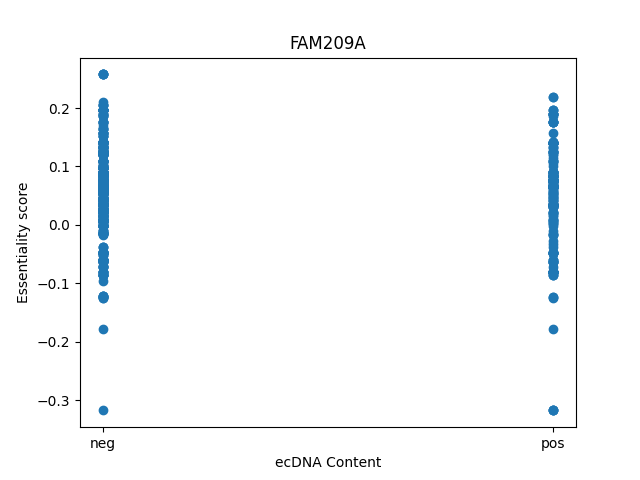 FAM209A
Essentiality score
0.2
0.1
0.0
−0.1
−0.2
−0.3
neg
pos
ecDNA Content